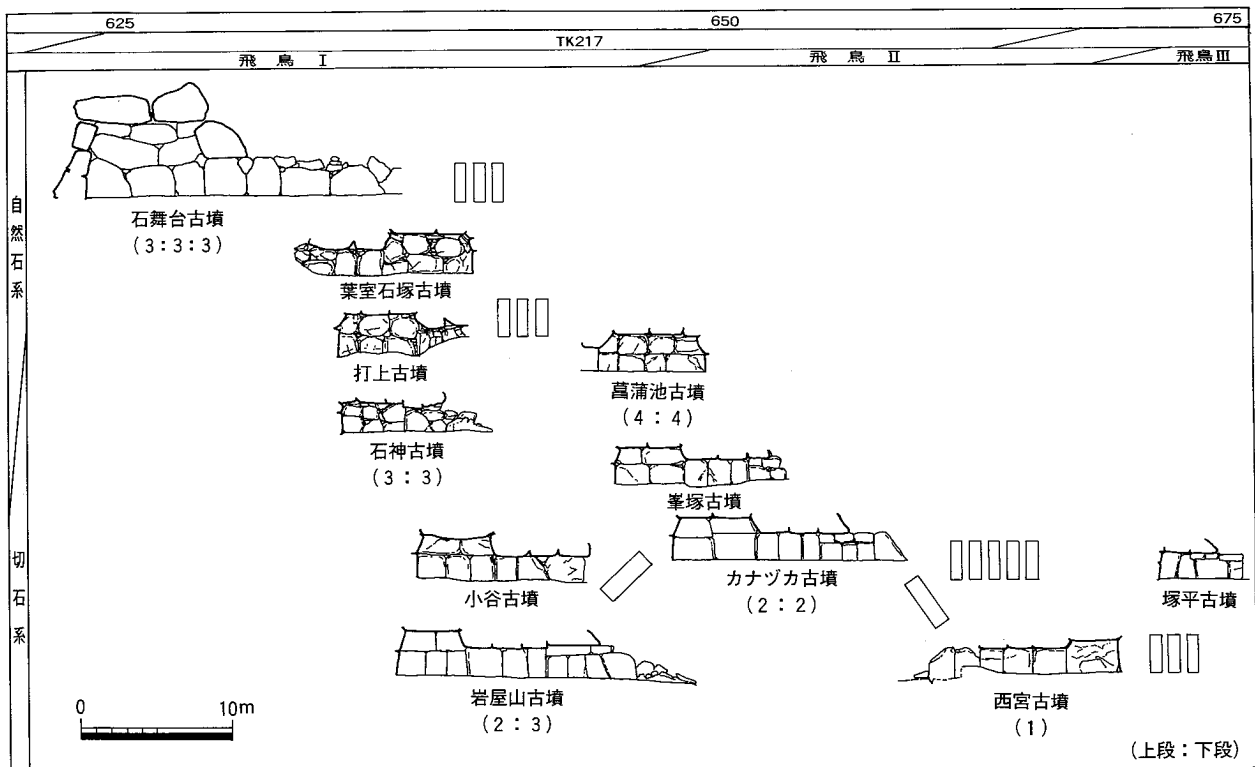 625 650 675
TK217
飛鳥Ⅰ 飛鳥Ⅱ 飛鳥Ⅲ
自然石系
切石系
石舞台古墳
(3:3:3)
葉室石塚古墳
打上古墳
石神古墳
(3:3)
菖蒲池古墳
(4:4)
峯塚古墳
小谷古墳
カナヅカ古墳
(2:2)
塚平古墳
岩屋山古墳
(2:3)
西宮古墳
(1)
0 10m
(上段:下段)